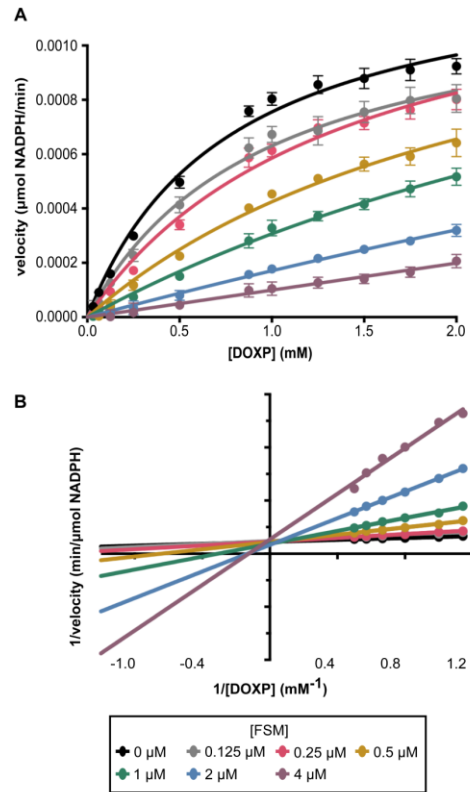 A
velocity (µmol NADPH/min)
0.0010
0.0008
0.0006
0.0004
0.0002
0.0000
0.0 0.5 1.0 1.5 2.0
[DOXP] (mM)
B
1/velocity (min/µmol NADPH)
-1.0 -0.4 0.4 0.8 1.2
1/[DOXP] (mM⁻¹)
[FSM]
0 µM 0.125 µM 0.25 µM 0.5 µM
1 µM 2 µM 4 µM